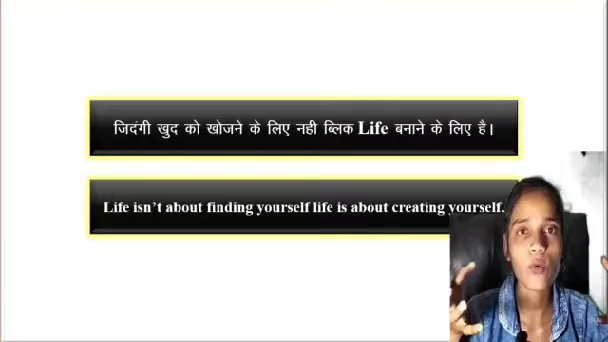 जिदंगी खुद को खोजने के लिए नही ब्लिक Life बनाने के लिए है।
Life isn't about finding yourself life is about creating yourself.